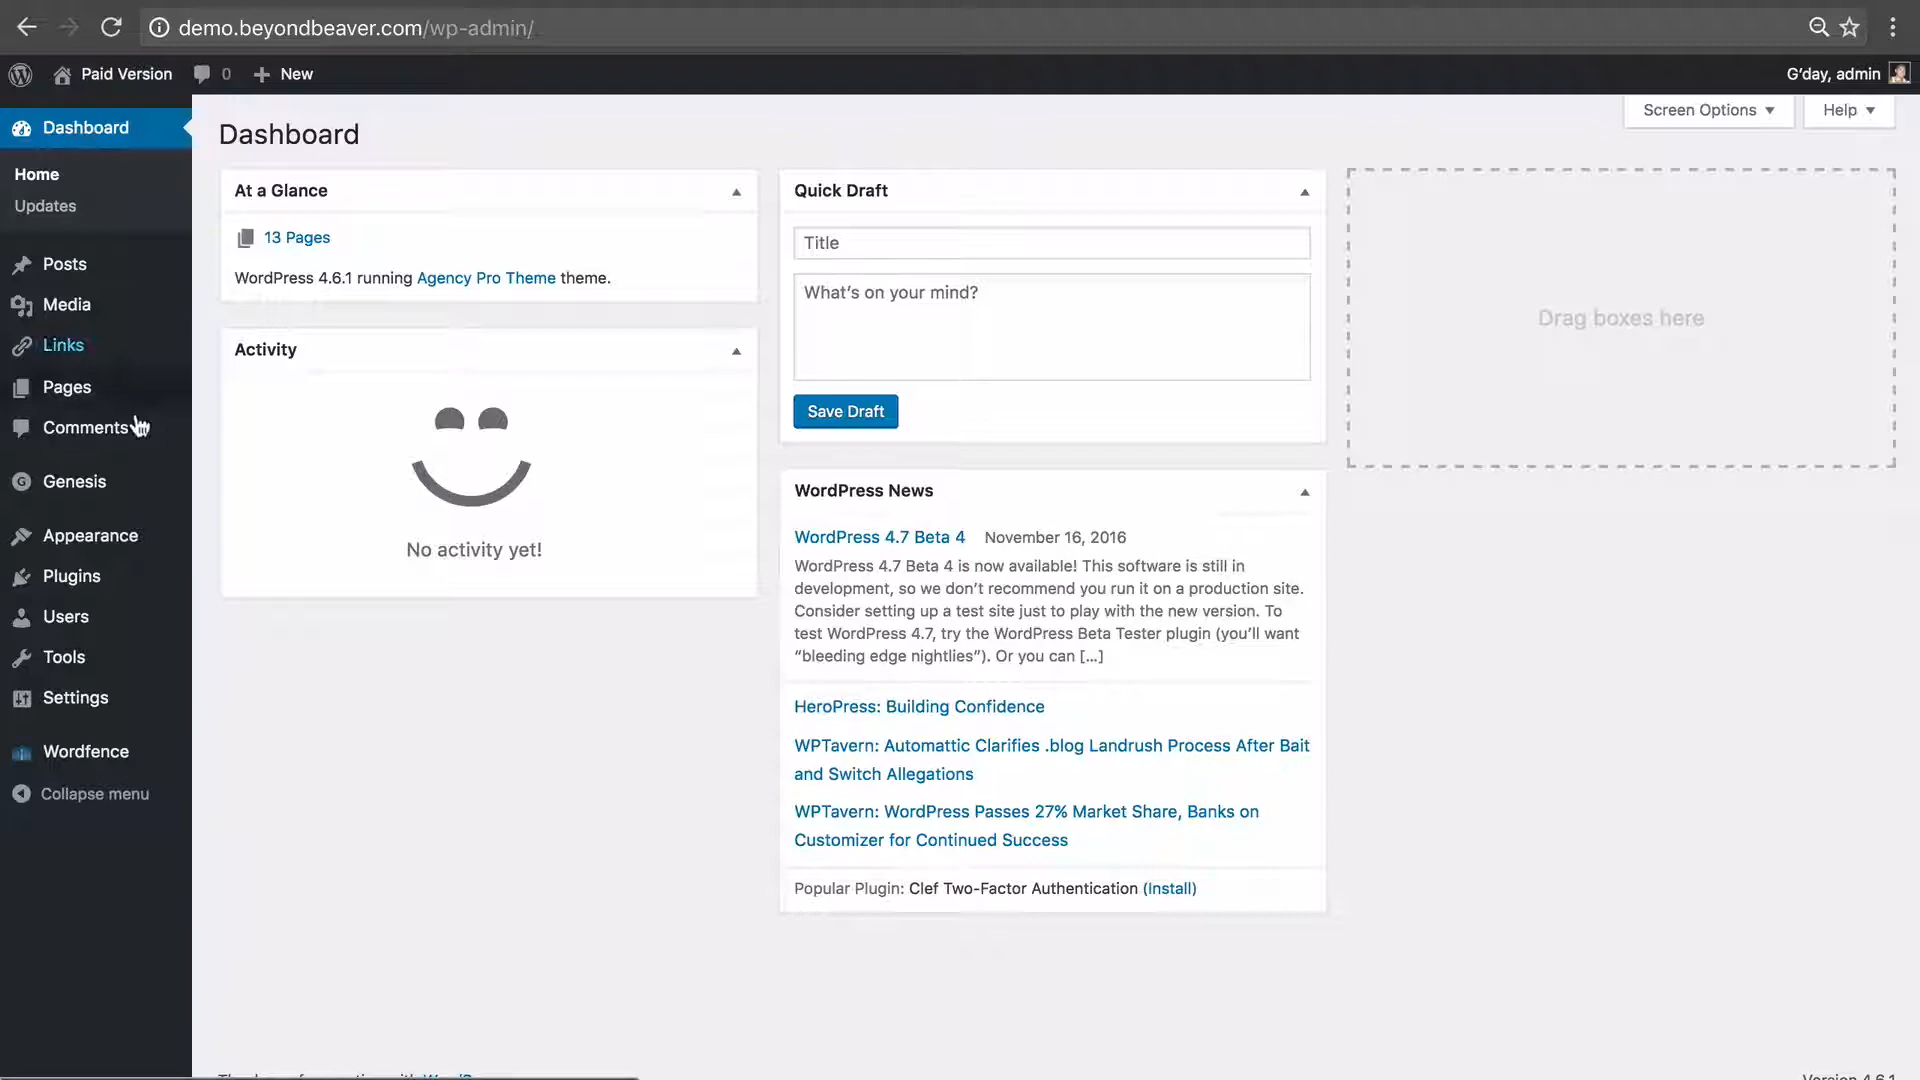 demo.beyondbeaver.com/wp-admin/
Paid Version
0
New
G'day, admin
Dashboard
Home
Updates
Posts
Media
Links
Pages
Comments
Genesis
Appearance
Plugins
Users
Tools
Settings
Wordfence
Collapse menu
Screen Options
Help
Dashboard
At a Glance
13 Pages
WordPress 4.6.1 running Agency Pro Theme theme.
Activity
No activity yet!
Quick Draft
Title
What's on your mind?
Save Draft
WordPress News
WordPress 4.7 Beta 4 November 16, 2016
WordPress 4.7 Beta 4 is now available! This software is still in
development, so we don't recommend you run it on a production site.
Consider setting up a test site just to play with the new version. To
test WordPress 4.7, try the WordPress Beta Tester plugin (you'll want
“bleeding edge nightlies”). Or you can [...]
HeroPress: Building Confidence
WPTavern: Automattic Clarifies .blog Landrush Process After Bait
and Switch Allegations
WPTavern: WordPress Passes 27% Market Share, Banks on
Customizer for Continued Success
Popular Plugin: Clef Two-Factor Authentication (Install)
Drag boxes here
Version 4.6.1